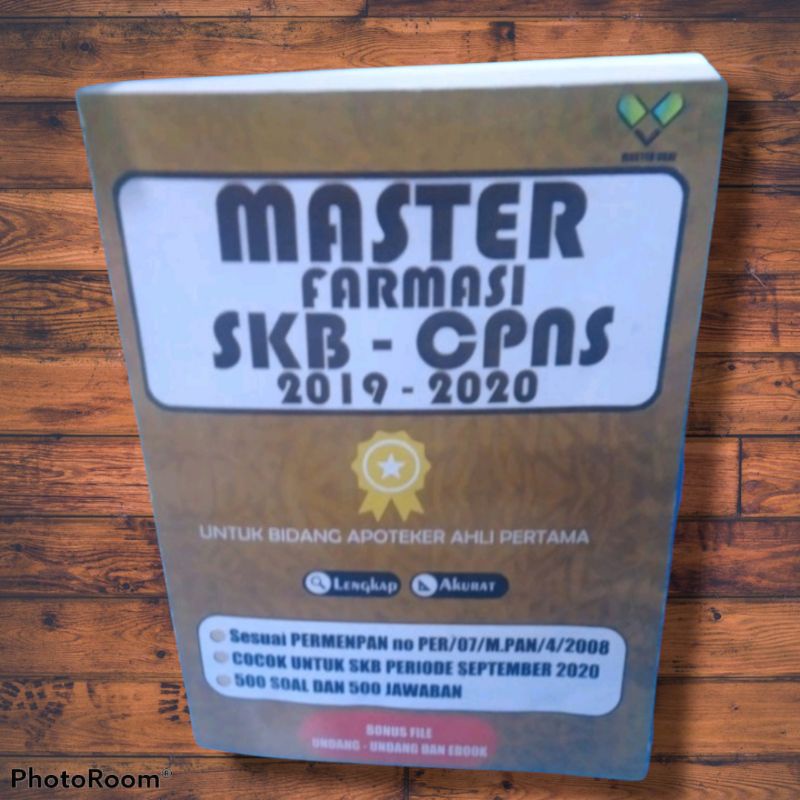 MASTER OBAT
MASTER
FARMASI
SKB - CPNS
2019 - 2020
UNTUK BIDANG APOTEKER AHLI PERTAMA
LENGKAP AKURAT
Sesuai PERMENPAN no PER/07/M.PAN/4/2008
COCOK UNTUK SKB PERIODE SEPTEMBER 2020
500 SOAL DAN 500 JAWABAN
BONUS FILE
UNDANG - UNDANG DAN EBOOK
PhotoRoom®